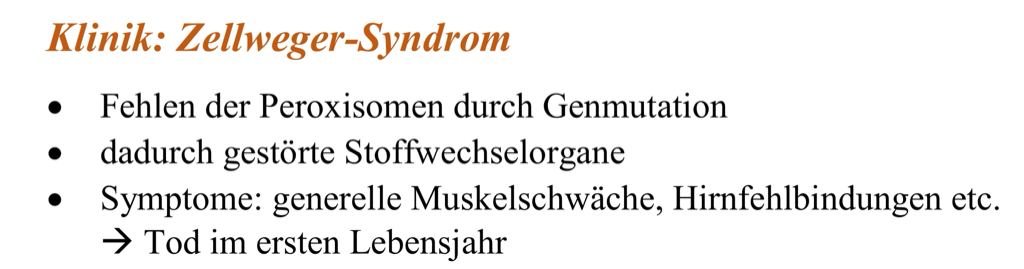 Klinik: Zellweger-Syndrom
• Fehlen der Peroxisomen durch Genmutation
• dadurch gestörte Stoffwechselorgane
• Symptome: generelle Muskelschwäche, Hirnfehlbindungen etc.
→ Tod im ersten Lebensjahr